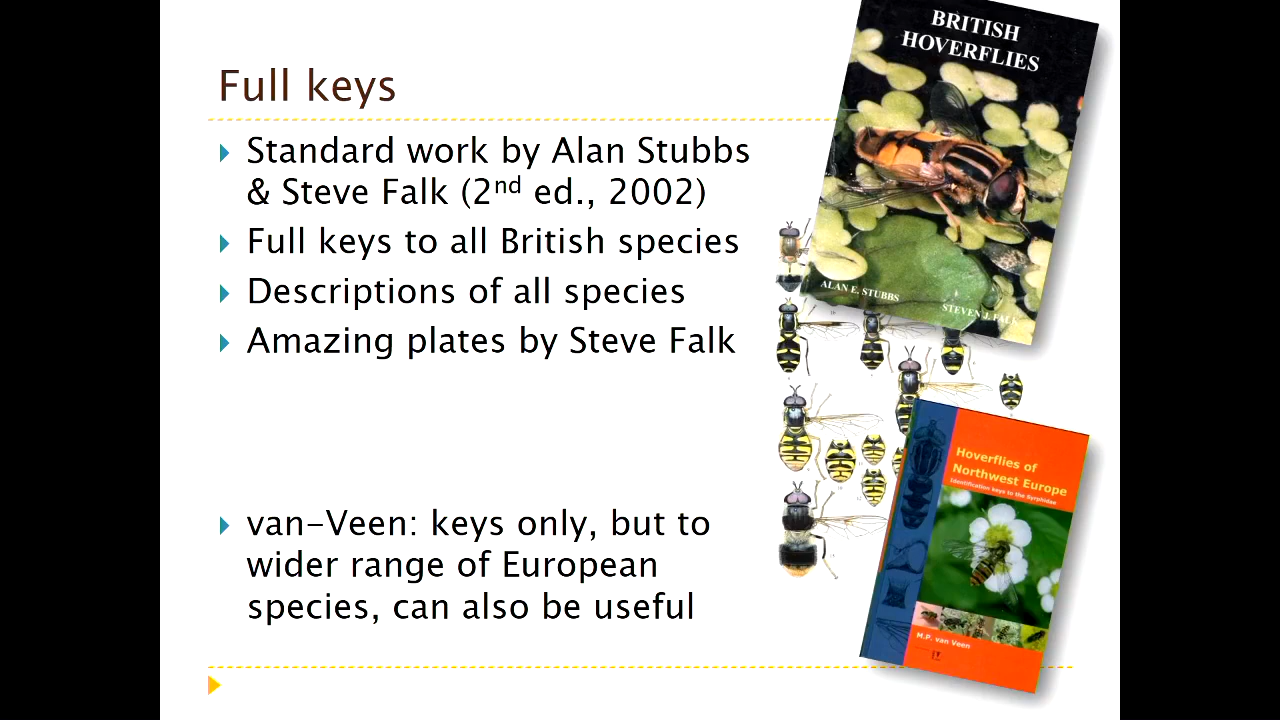 Full keys
Standard work by Alan Stubbs
& Steve Falk (2nd ed., 2002)
Full keys to all British species
Descriptions of all species
Amazing plates by Steve Falk
van-Veen: keys only, but to
wider range of European
species, can also be useful
BRITISH
HOVERFLIES
ALAN E. STUBBS
STEVEN J. FALK
Hoverflies of
Northwest Europe
Identification keys to the Syrphidae
M.P. van Veen